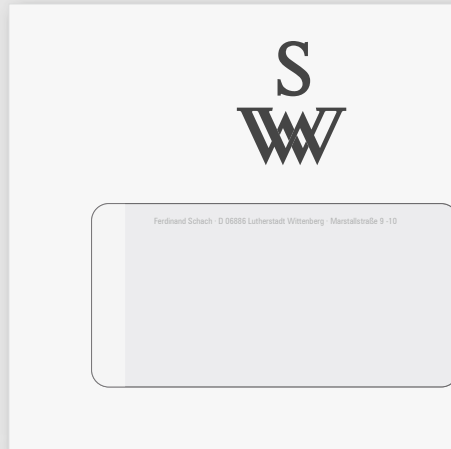 S
W
Ferdinand Schach · D 06886 Lutherstadt Wittenberg · Marstallstraße 9 -10